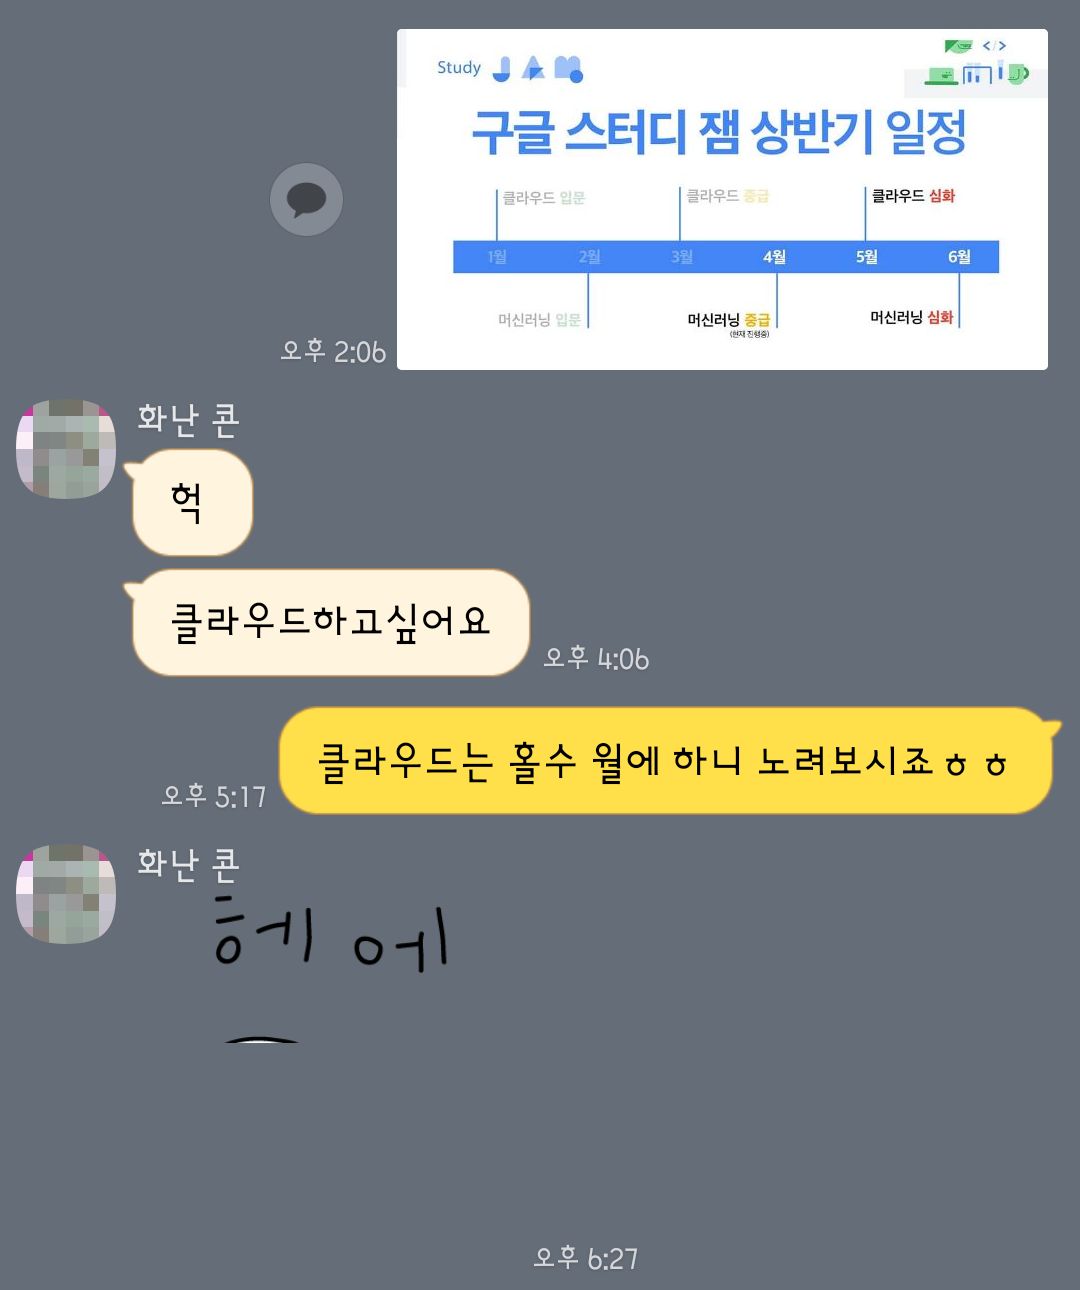 Study JAM
구글 스터디 잼 상반기 일정
클라우드 입문 클라우드 중급 클라우드 심화
1월 2월 3월 4월 5월 6월
머신러닝 입문 머신러닝 중급 머신러닝 심화
(현재 진행중)
오후 2:06
화난 콘
헉
클라우드하고싶어요
오후 4:06
클라우드는 홀수 월에 하니 노려보시죠ㅎㅎ
오후 5:17
화난 콘
헤에
오후 6:27